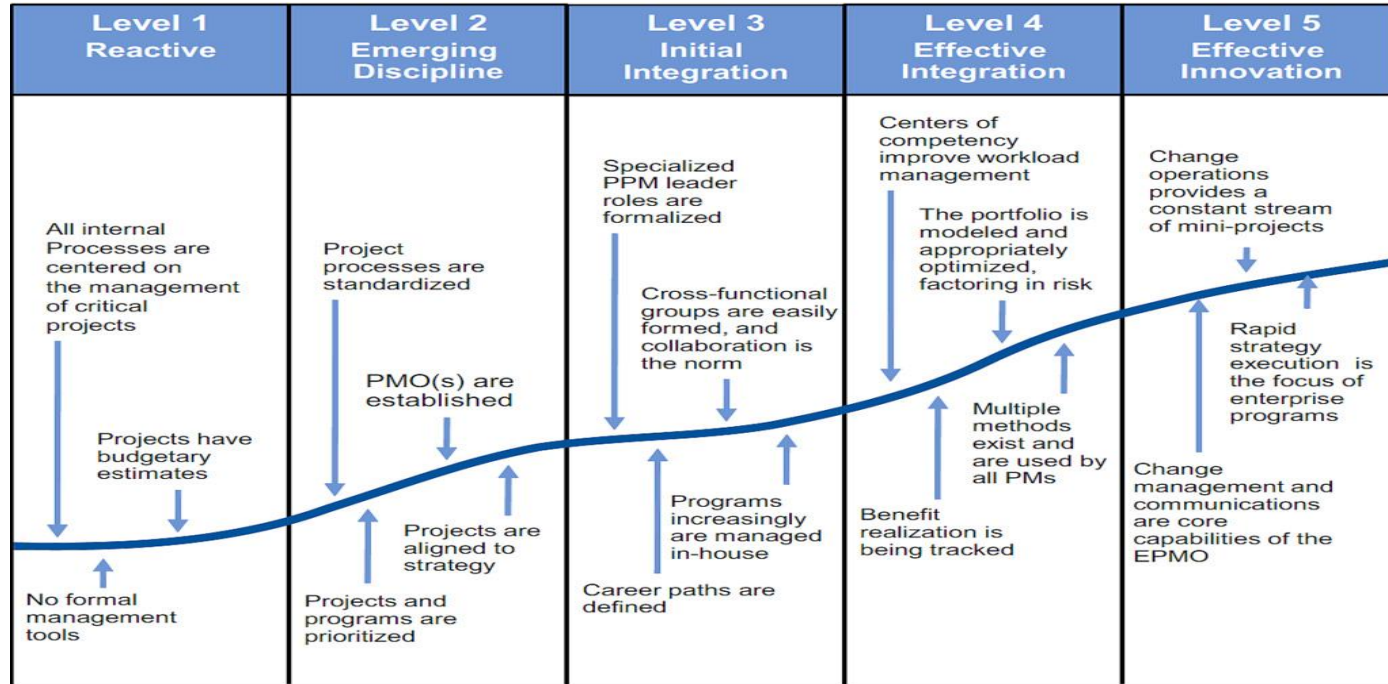 Level 1
Reactive
Level 2
Emerging
Discipline
Level 3
Initial
Integration
Level 4
Effective
Integration
Level 5
Effective
Innovation
All internal
Processes are
centered on
the management
of critical
projects
Projects have
budgetary
estimates
No formal
management
tools
Project
processes are
standardized
PMO(s) are
established
Projects are
aligned to
strategy
Projects and
programs are
prioritized
Specialized
PPM leader
roles are
formalized
Cross-functional
groups are easily
formed, and
collaboration is
the norm
Programs
increasingly
are managed
in-house
Career paths are
defined
Centers of
competency
improve workload
management
The portfolio is
modeled and
appropriately
optimized,
factoring in risk
Multiple
methods
exist and
are used by
all PMs
Benefit
realization is
being tracked
Change
operations
provides a
constant stream
of mini-projects
Rapid
strategy
execution is
the focus of
enterprise
programs
Change
management and
communications
are core
capabilities of the
EPMO